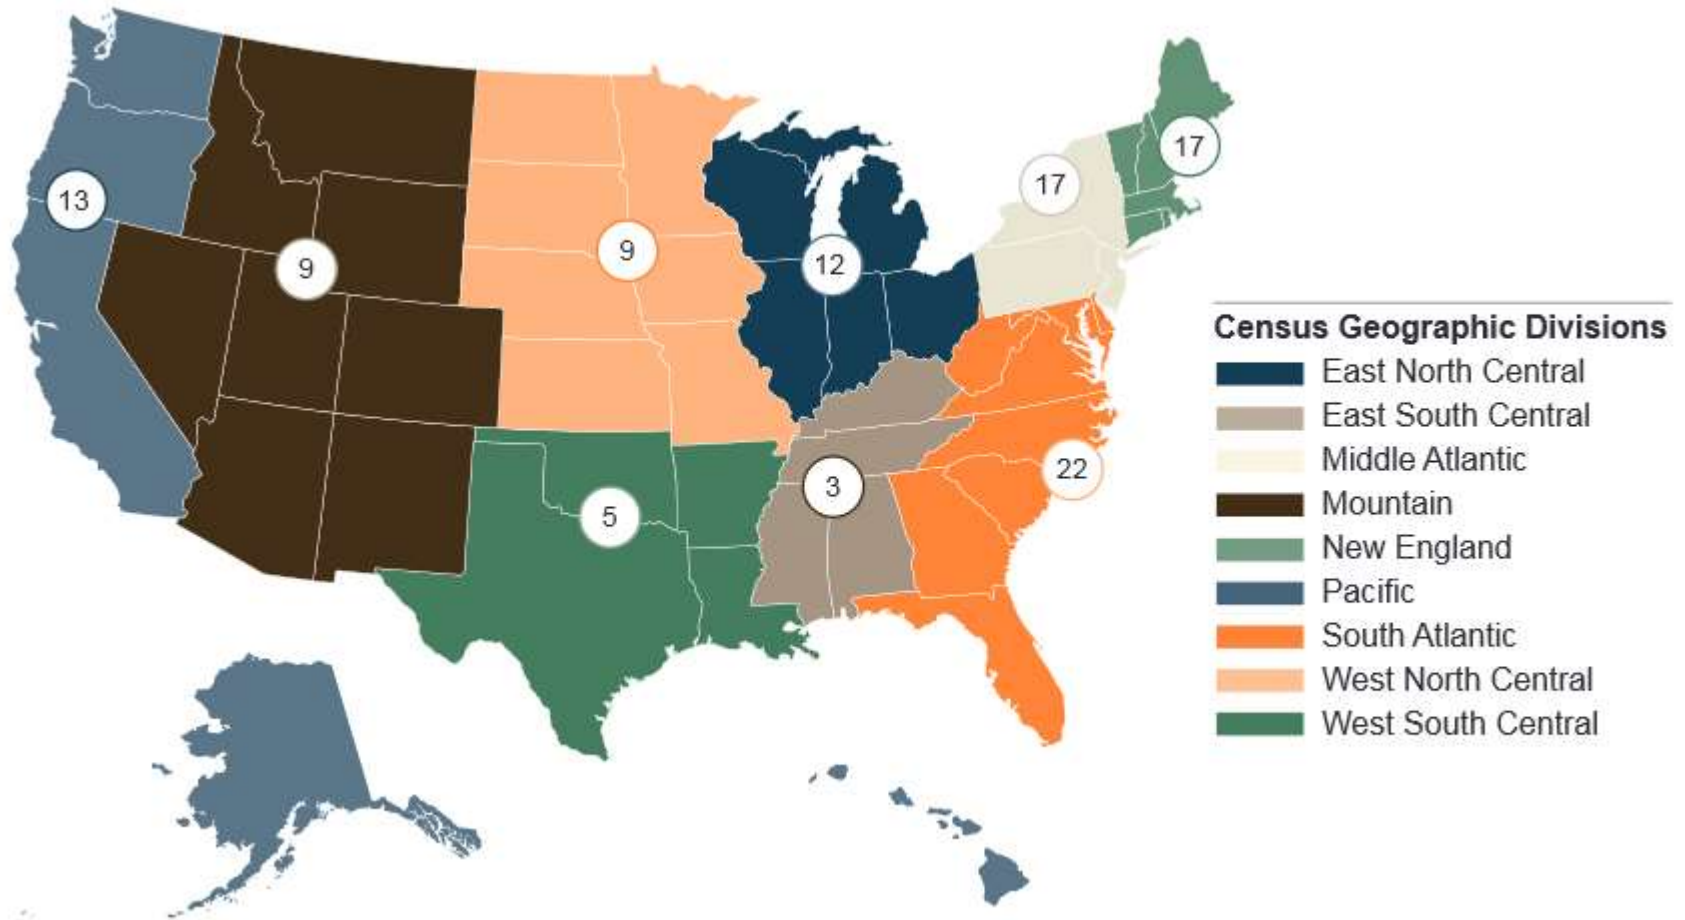 17
17
13
9
9
12
22
3
5
Census Geographic Divisions
East North Central
East South Central
Middle Atlantic
Mountain
New England
Pacific
South Atlantic
West North Central
West South Central